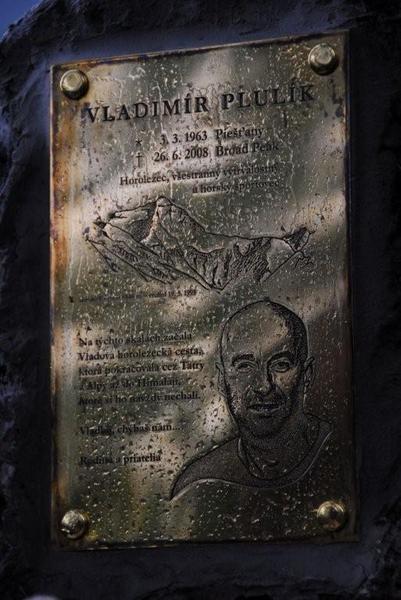 VLADIMÍR PLULÍK
* 3. 3. 1963 Piešťany
† 26. 6. 2008 Broad Peak
Horolezec, všestranný vytrvalostný
a horský športovec
Na týchto skalách začala
Vladova horolezecká cesta,
ktorá pokračovala cez Tatry
a Alpy až do Himalájí,
ktoré si ho navždy nechali.
Vladko, chýbaš nám...
Rodina a priatelia